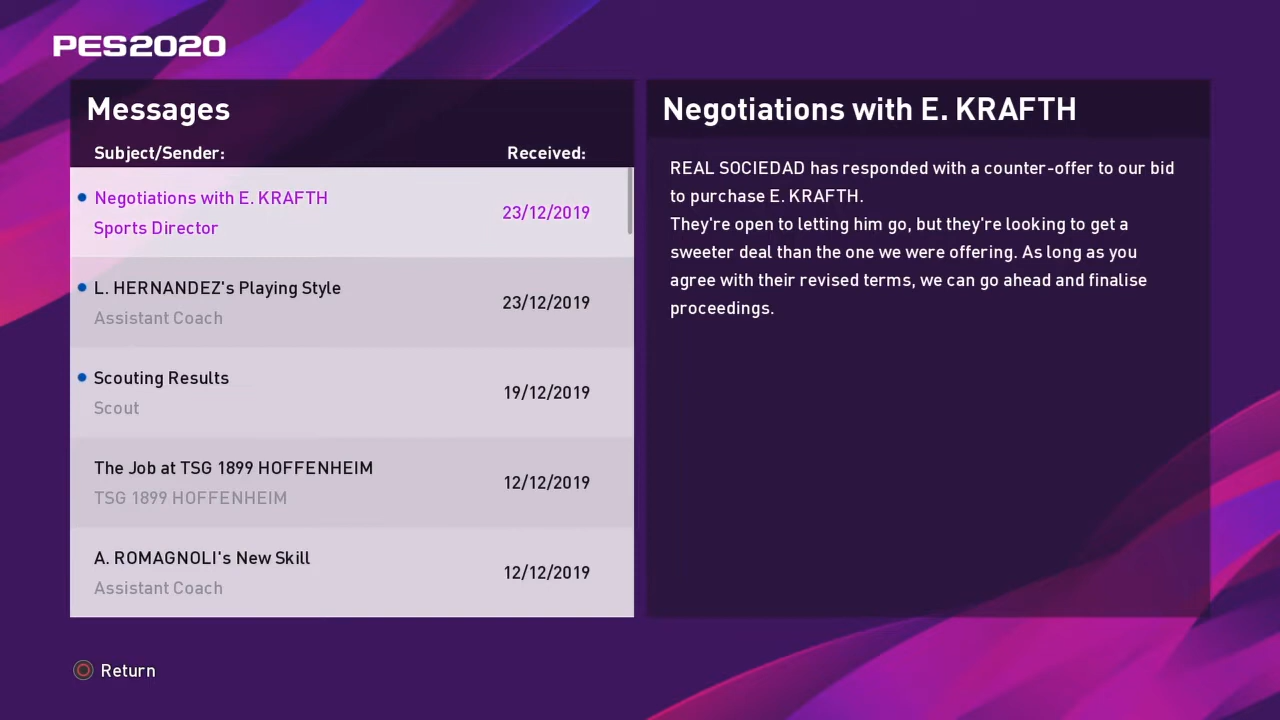 PES2020
Messages
Subject/Sender: Received:
Negotiations with E. KRAFTH
Sports Director
23/12/2019
L. HERNANDEZ's Playing Style
Assistant Coach
23/12/2019
Scouting Results
Scout
19/12/2019
The Job at TSG 1899 HOFFENHEIM
TSG 1899 HOFFENHEIM
12/12/2019
A. ROMAGNOLI's New Skill
Assistant Coach
12/12/2019
Negotiations with E. KRAFTH
REAL SOCIEDAD has responded with a counter-offer to our bid
to purchase E. KRAFTH.
They're open to letting him go, but they're looking to get a
sweeter deal than the one we were offering. As long as you
agree with their revised terms, we can go ahead and finalise
proceedings.
Return